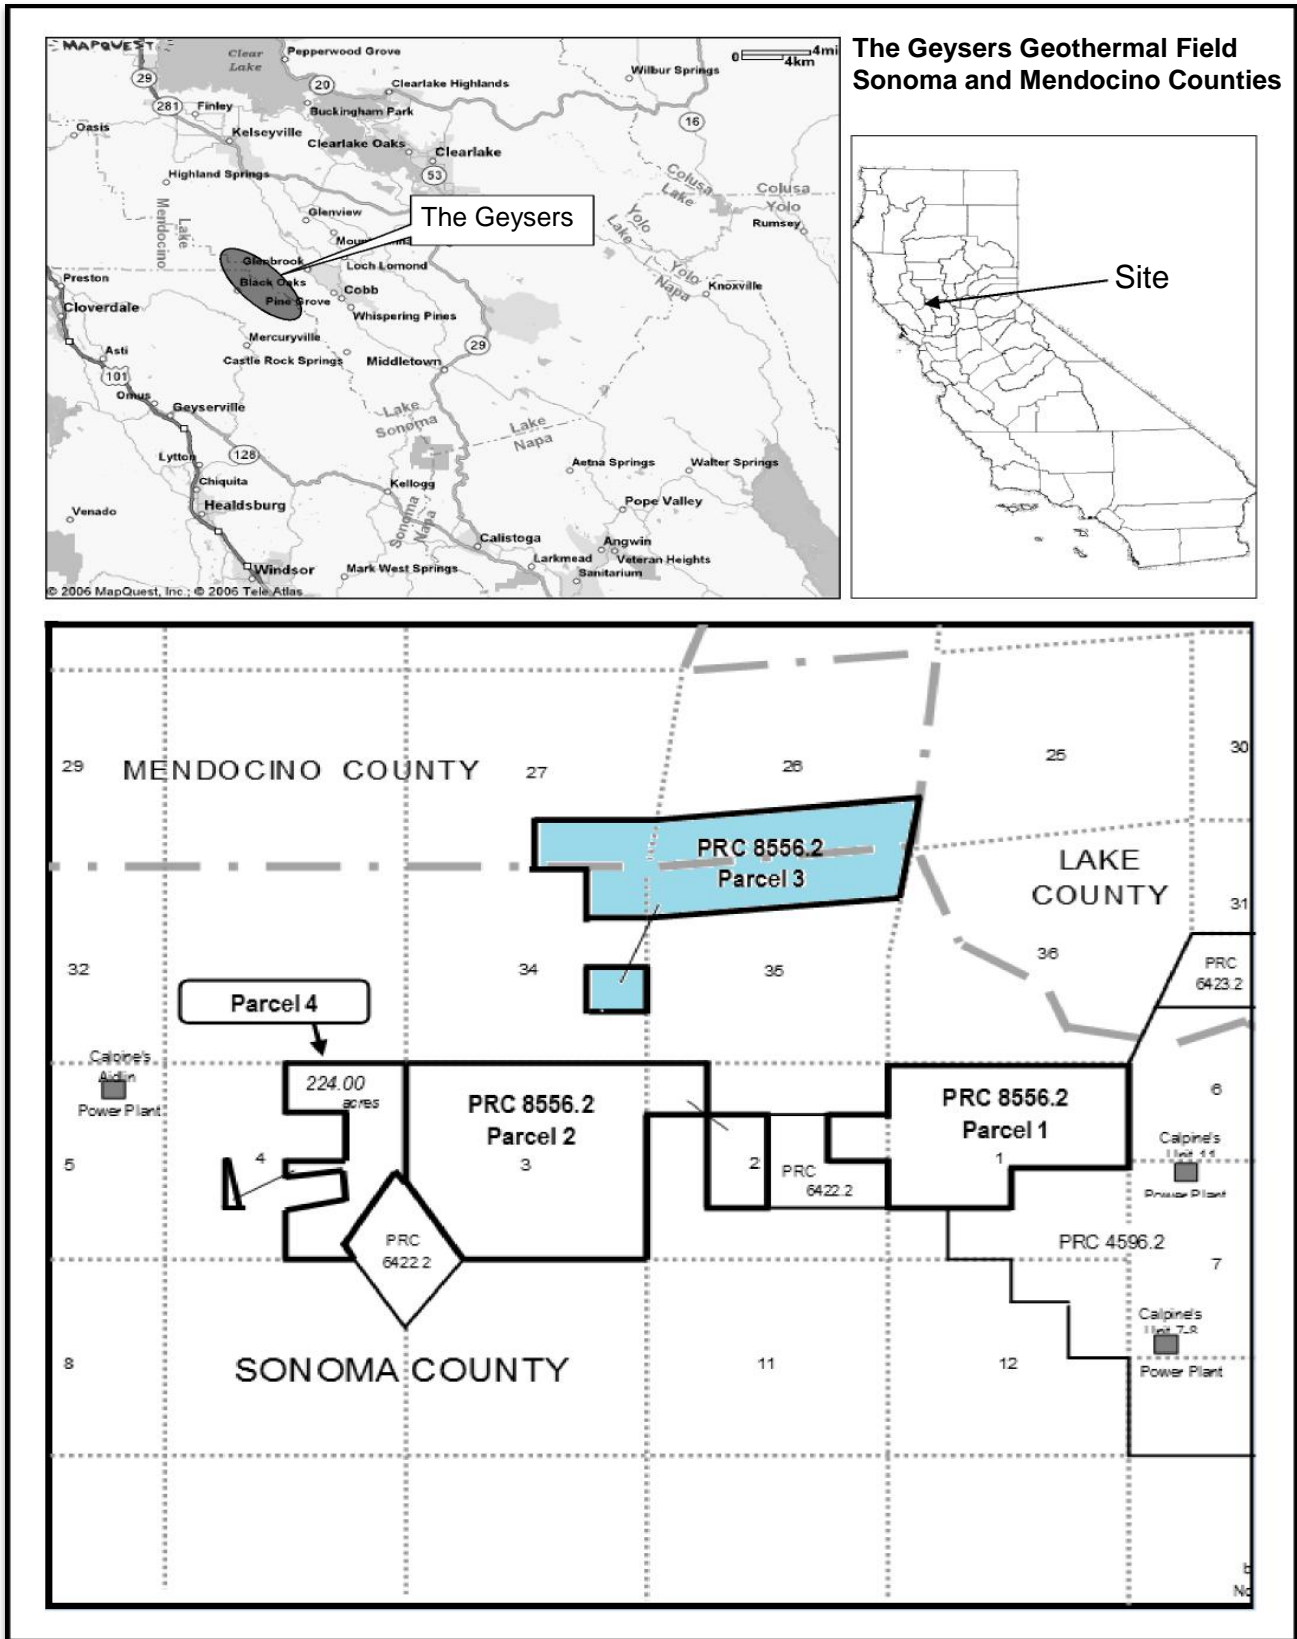 The Geysers Geothermal Field
Sonoma and Mendocino Counties
MAPQUEST
Clear
Lake
Pepperwood Grove
0 4mi
4km
29
20
Clearlake Highlands
Wilbur Springs
281
Finley
Buckingham Park
16
Oasis
Kelseyville
Clearlake Oaks
Clearlake
53
Highland Springs
Colusa
Lake
Colusa
Yolo
Mendocino
Lake
Glenview
The Geysers
Yolo
Lake
Rumsey
Glenbrook
Loch Lomond
Preston
Black Oaks
Cobb
Yolo
Napa
Knoxville
Pine Grove
Cloverdale
Whispering Pines
Mercuryville
Asti
Castle Rock Springs
Middletown
29
101
Omus
Geyserville
Lake
Sonoma
Lake
Napa
128
Lytton
Aetna Springs
Walter Springs
Chiquita
Kellogg
Healdsburg
Pope Valley
Venado
Sonoma
Napa
Calistoga
Angwin
Larkmead
Veteran Heights
Windsor
Mark West Springs
Sanitarium
© 2006 MapQuest, Inc.; © 2006 Tele Atlas
Site
29
MENDOCINO COUNTY
27
26
25
30
PRC 8556.2
Parcel 3
LAKE
COUNTY
31
32
34
35
36
PRC
6423.2
Parcel 4
Calpine's
Aidlin
Power Plant
224.00
acres
PRC 8556.2
Parcel 2
PRC 8556.2
Parcel 1
6
5
4
3
2
1
PRC
6422.2
Calpine's
Unit 11
Power Plant
PRC
6422.2
PRC 4596.2
7
Calpine's
Unit 7-8
Power Plant
8
SONOMA COUNTY
11
12